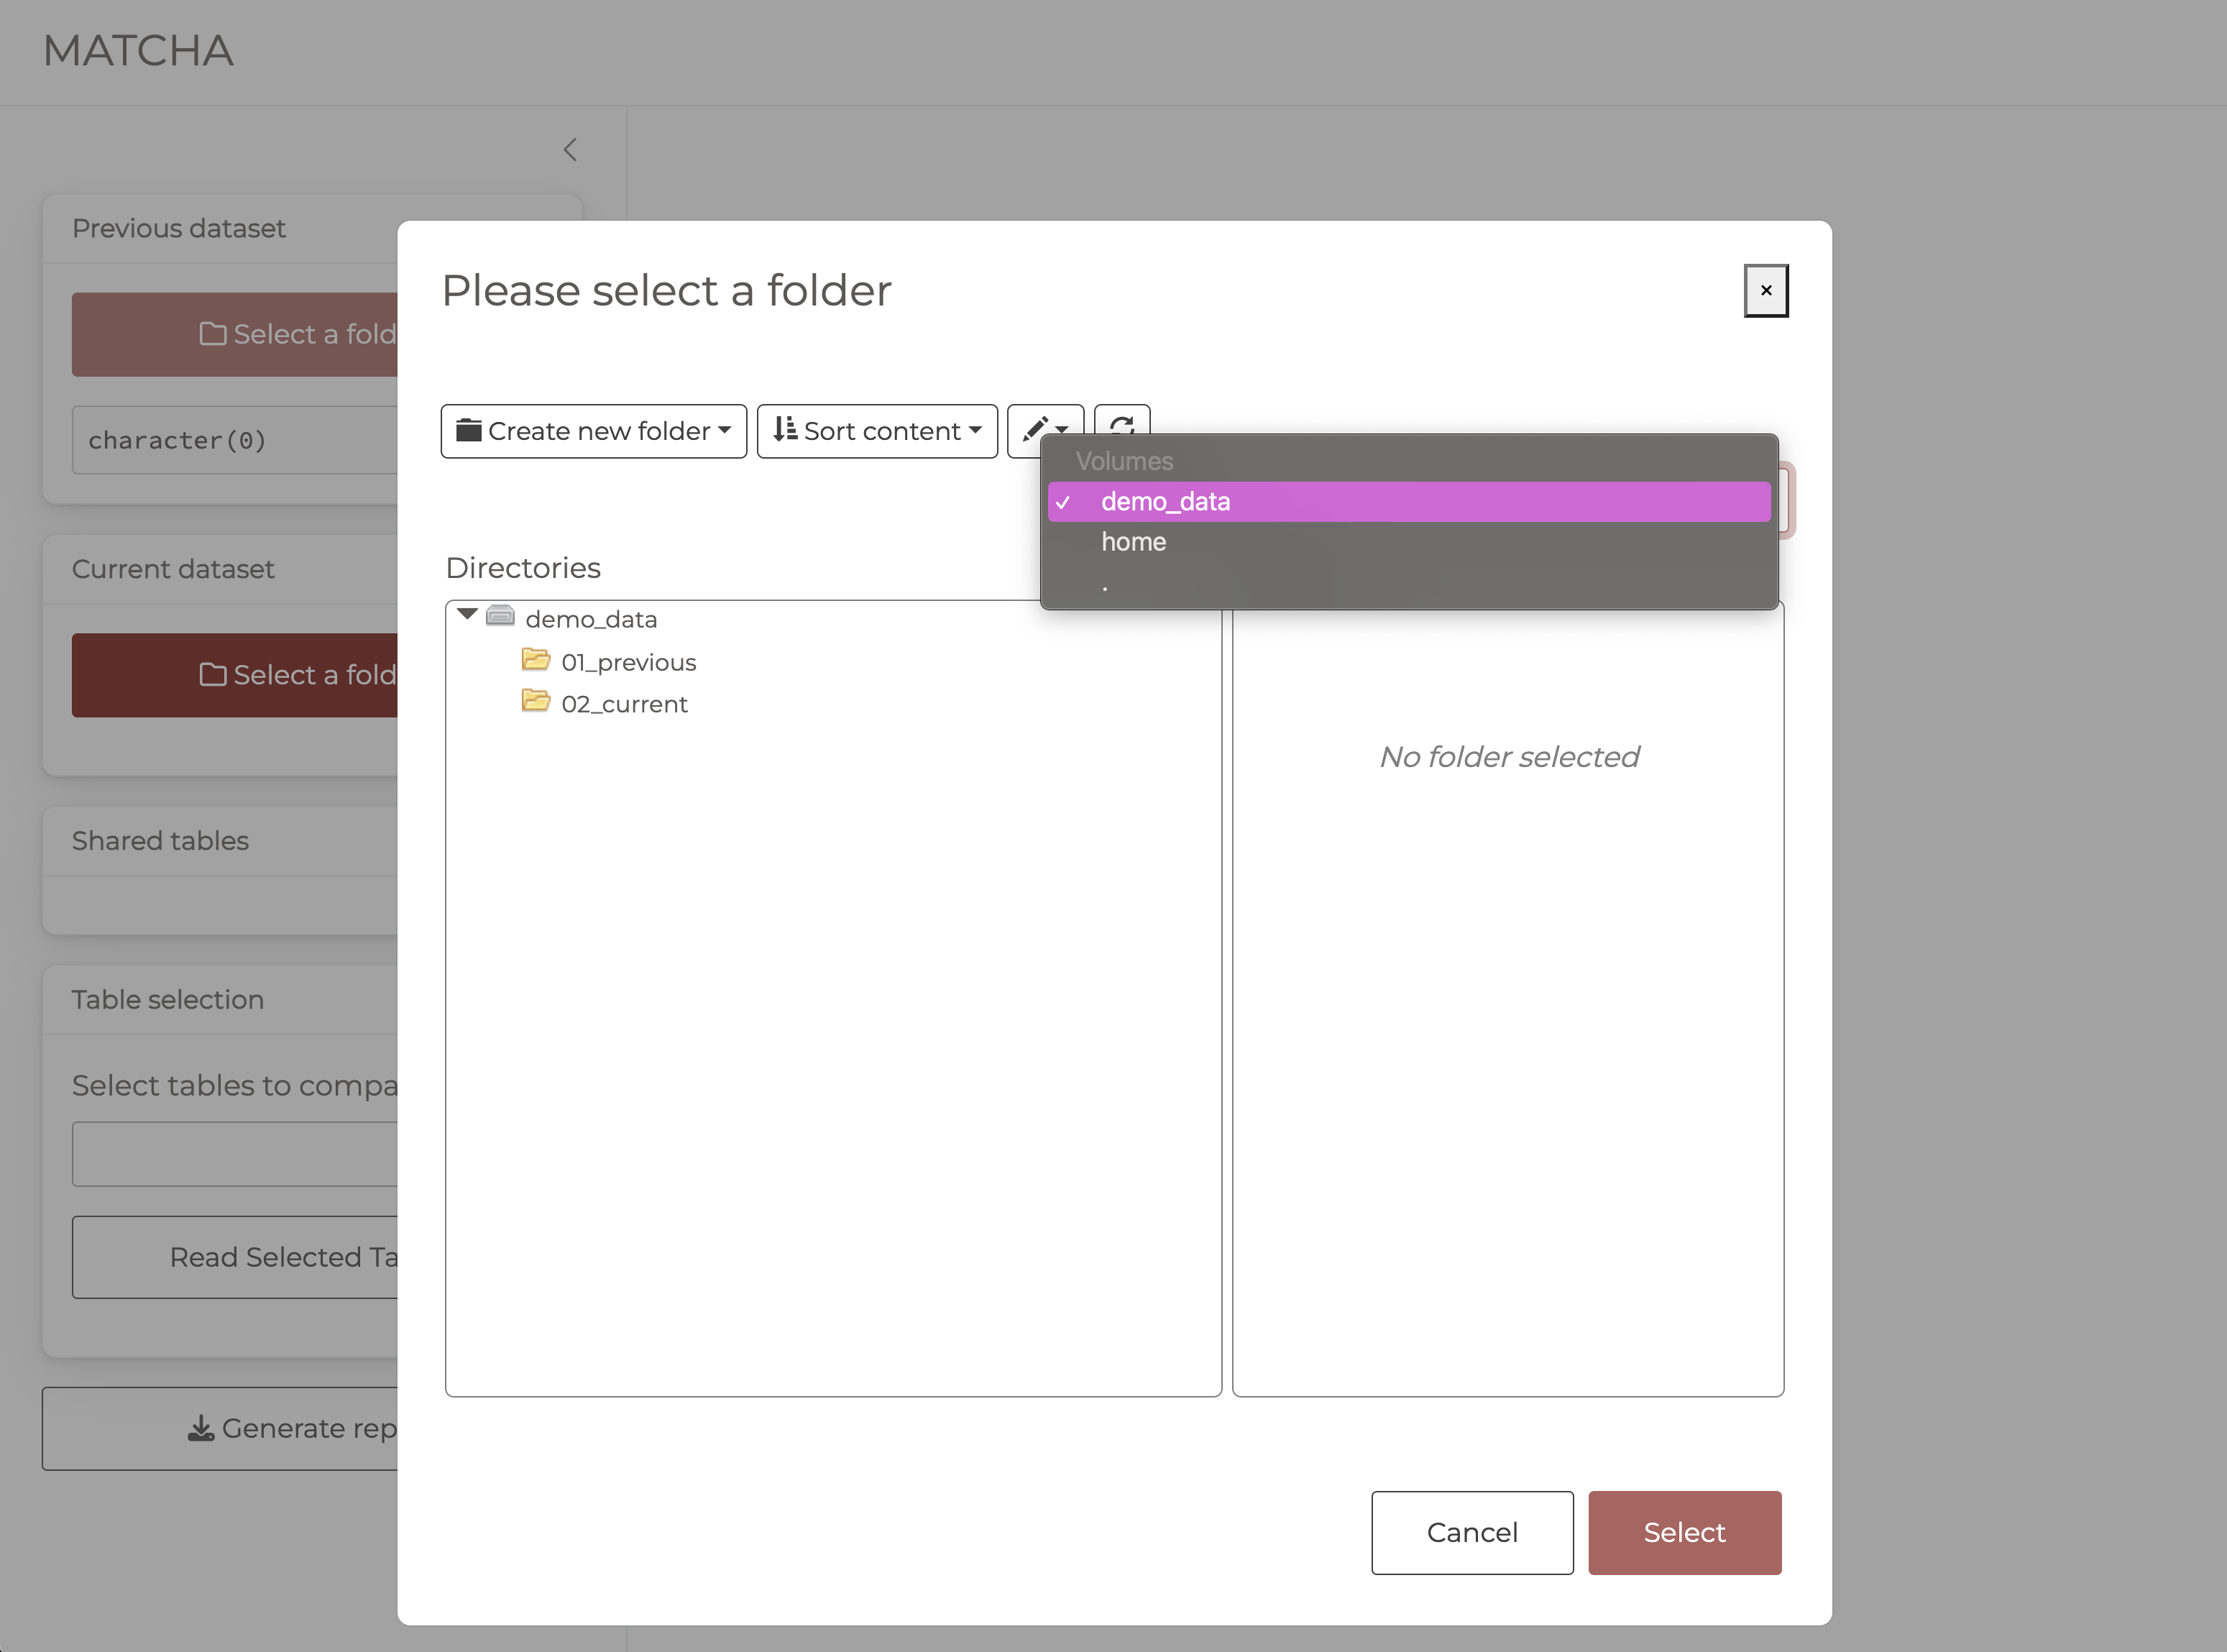 MATCHA
Previous dataset
Select a fold
character(0)
Current dataset
Select a fold
Shared tables
Table selection
Select tables to compa
Read Selected Ta
Generate rep
Please select a folder
×
Create new folder
Sort content
Volumes
✓ demo_data
home
.
Directories
demo_data
01_previous
02_current
No folder selected
Cancel
Select